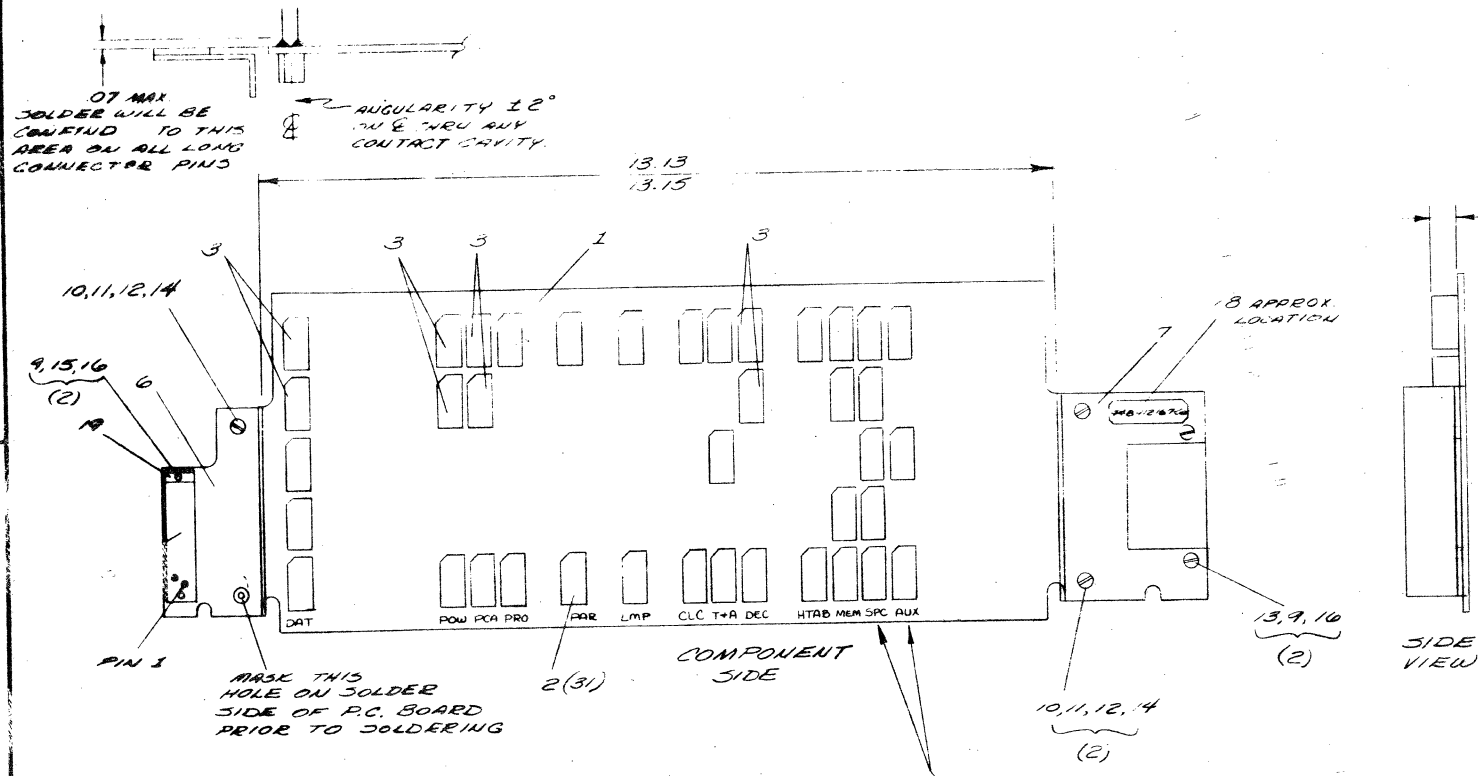 .07 MAX.
SOLDER WILL BE
CONFIND TO THIS
AREA ON ALL LONG
CONNECTOR PINS
ANGULARITY ±2°
ON ℄ THRU ANY
CONTACT CAVITY.
℄
13.13
13.15
3
3
3
1
3
10,11,12,14
8 APPROX.
LOCATION
7
9,15,16
(2)
6
19
PIN 1
MASK THIS
HOLE ON SOLDER
SIDE OF P.C. BOARD
PRIOR TO SOLDERING
DAT
POW PCA PRO
PAR
LMP
CLC T+A DEC
HTAB MEM SPC AUX
2(31)
COMPONENT
SIDE
13,9,16
(2)
10,11,12,14
(2)
SIDE
VIEW